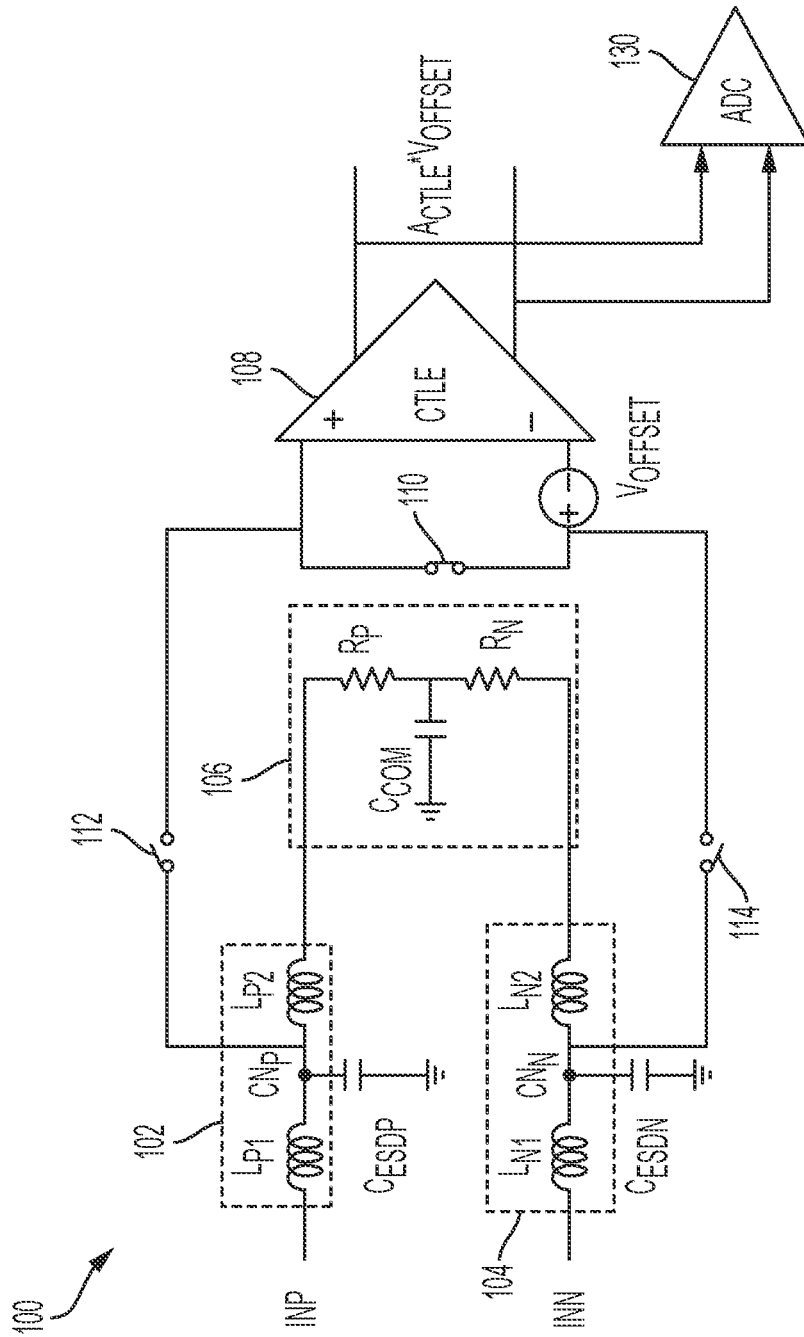 100
102
INP
LP1
CNP
LP2
CESDP
104
INN
LN1
CNN
LN2
CESDN
112
114
106
RP
RN
CCOM
110
108
+
CTLE
−
+
−
VOFFSET
ACTLE*VOFFSET
130
ADC